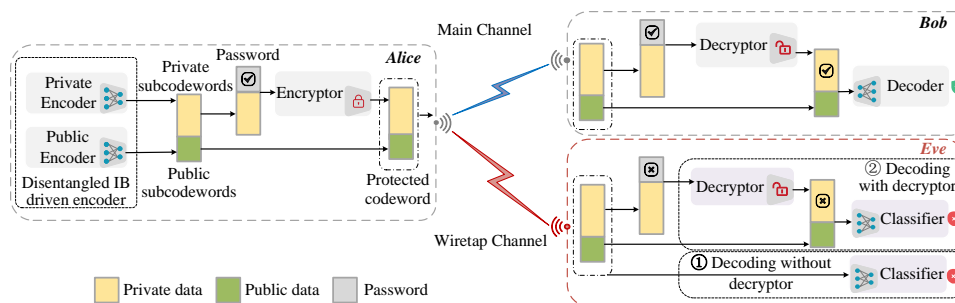 Alice
Password
Private
subcodewords
Private
Encoder
Encryptor
Public
Encoder
Disentangled IB
driven encoder
Public
subcodewords
Protected
codeword
Main Channel
Wiretap Channel
Bob
Decryptor
Decoder
Eve
Decryptor
② Decoding
with decryptor
Classifier
① Decoding without
decryptor
Classifier
Private data
Public data
Password